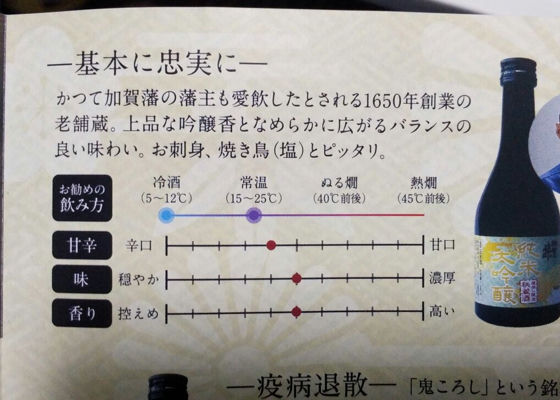 ―基本に忠実に―
かつて加賀藩の藩主も愛飲したとされる1650年創業の
老舗蔵。上品な吟醸香となめらかに広がるバランスの
良い味わい。お刺身、焼き鳥(塩)とピッタリ。
お勧めの
飲み方
冷酒
(5~12℃)
常温
(15~25℃)
ぬる燗
(40℃前後)
熱燗
(45℃前後)
甘辛 辛口 甘口
味 穏やか 濃厚
香り 控えめ 高い
純米
大吟醸
―疫病退散―
「鬼ころし」という銘